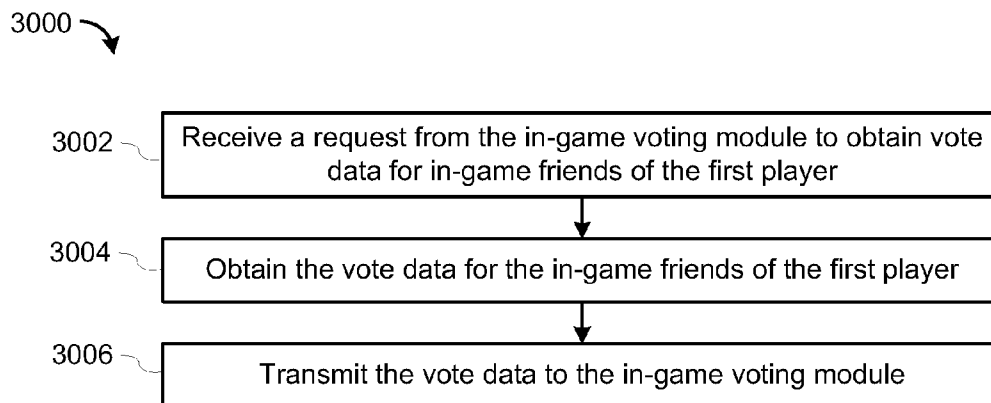 3000
3002
Receive a request from the in-game voting module to obtain vote
data for in-game friends of the first player
3004
Obtain the vote data for the in-game friends of the first player
3006
Transmit the vote data to the in-game voting module